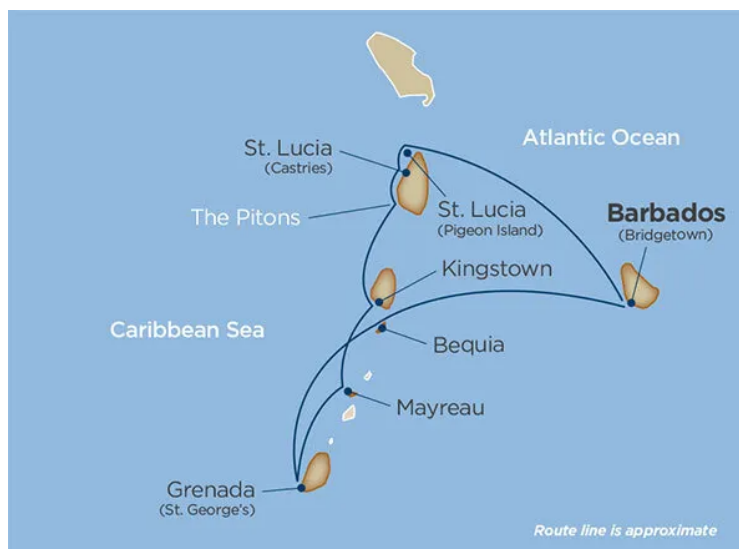 Atlantic Ocean
St. Lucia
(Castries)
St. Lucia
(Pigeon Island)
The Pitons
Barbados
(Bridgetown)
Kingstown
Caribbean Sea
Bequia
Mayreau
Grenada
(St. George's)
Route line is approximate